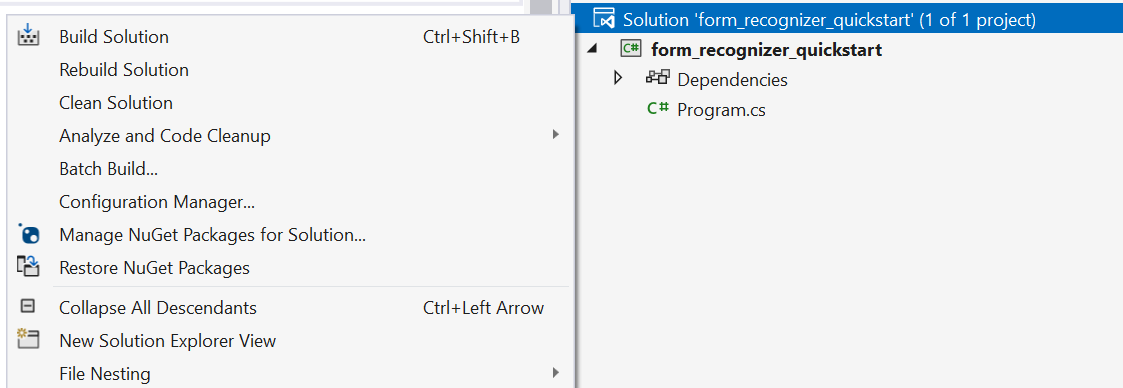 Build Solution Ctrl+Shift+B
Rebuild Solution
Clean Solution
Analyze and Code Cleanup
Batch Build...
Configuration Manager...
Manage NuGet Packages for Solution...
Restore NuGet Packages
Collapse All Descendants Ctrl+Left Arrow
New Solution Explorer View
File Nesting
Solution 'form_recognizer_quickstart' (1 of 1 project)
C# form_recognizer_quickstart
Dependencies
C# Program.cs